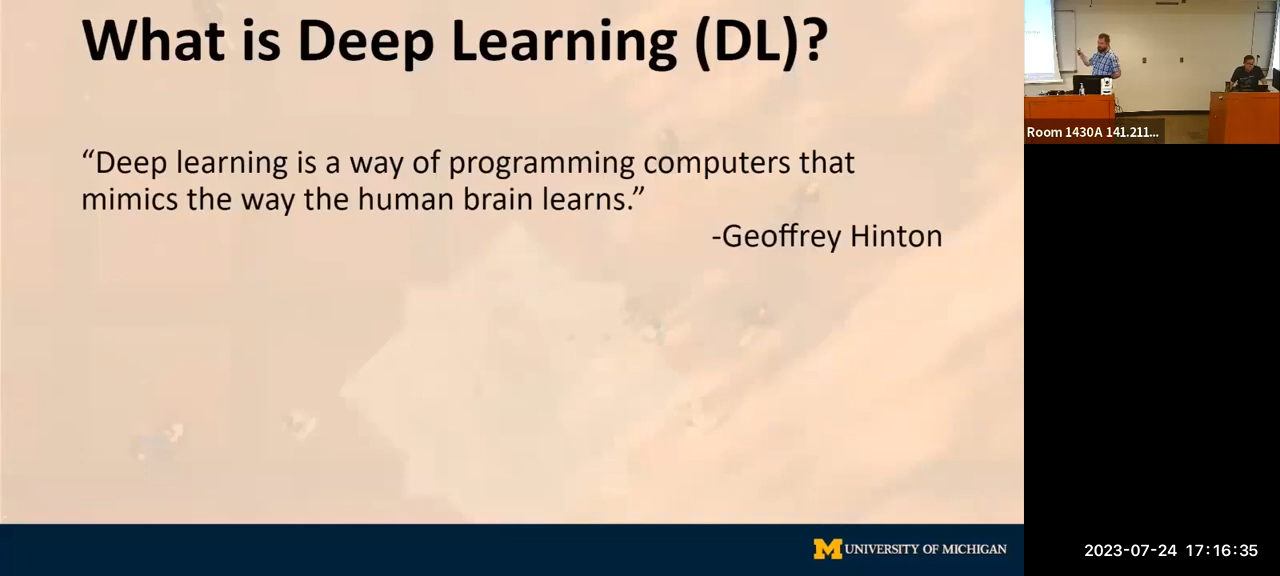 What is Deep Learning (DL)?
“Deep learning is a way of programming computers that
mimics the way the human brain learns.”
-Geoffrey Hinton
M UNIVERSITY OF MICHIGAN
Room 1430A 141.211...
2023-07-24 17:16:35